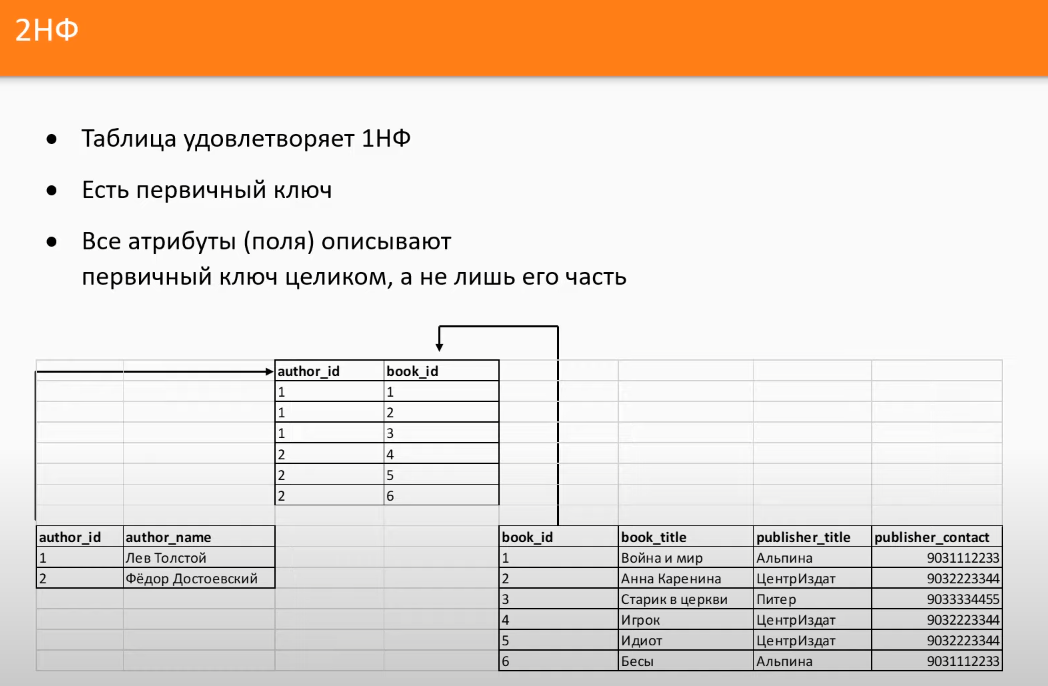 2НФ
Таблица удовлетворяет 1НФ
Есть первичный ключ
Все атрибуты (поля) описывают
первичный ключ целиком, а не лишь его часть
author_id book_id
1 1
1 2
1 3
2 4
2 5
2 6
author_id author_name
1 Лев Толстой
2 Фёдор Достоевский
book_id book_title publisher_title publisher_contact
1 Война и мир Альпина 9031112233
2 Анна Каренина ЦентрИздат 9032223344
3 Старик в церкви Питер 9033334455
4 Игрок ЦентрИздат 9032223344
5 Идиот ЦентрИздат 9032223344
6 Бесы Альпина 9031112233